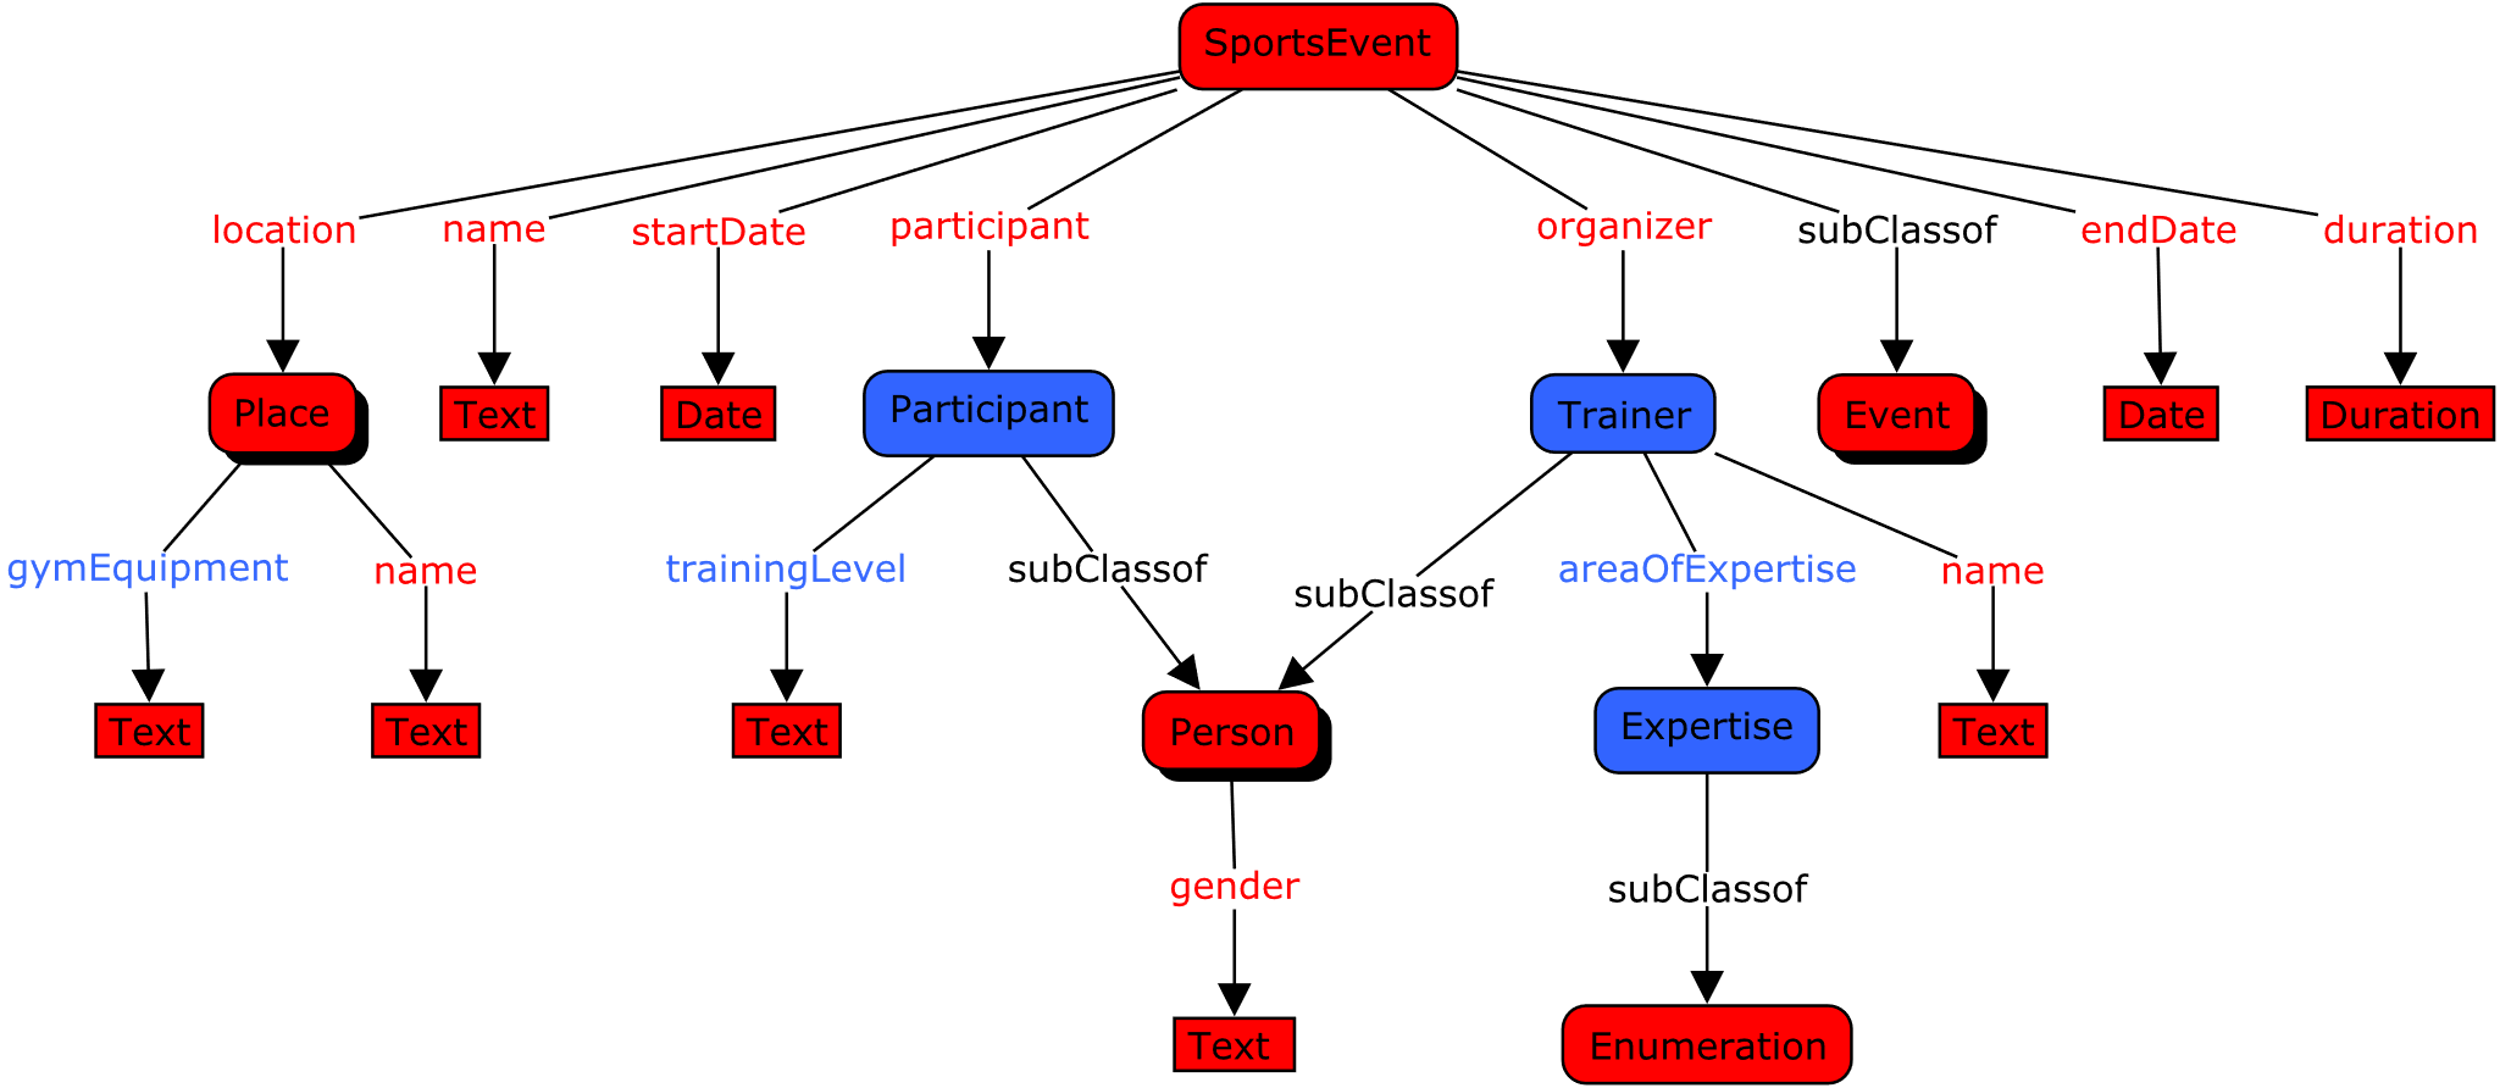 SportsEvent
location
name
startDate
participant
organizer
subClassof
endDate
duration
Place
Text
Date
Participant
Trainer
Event
Date
Duration
gymEquipment
name
trainingLevel
subClassof
subClassof
areaOfExpertise
name
Text
Text
Text
Person
Expertise
Text
gender
subClassof
Text
Enumeration